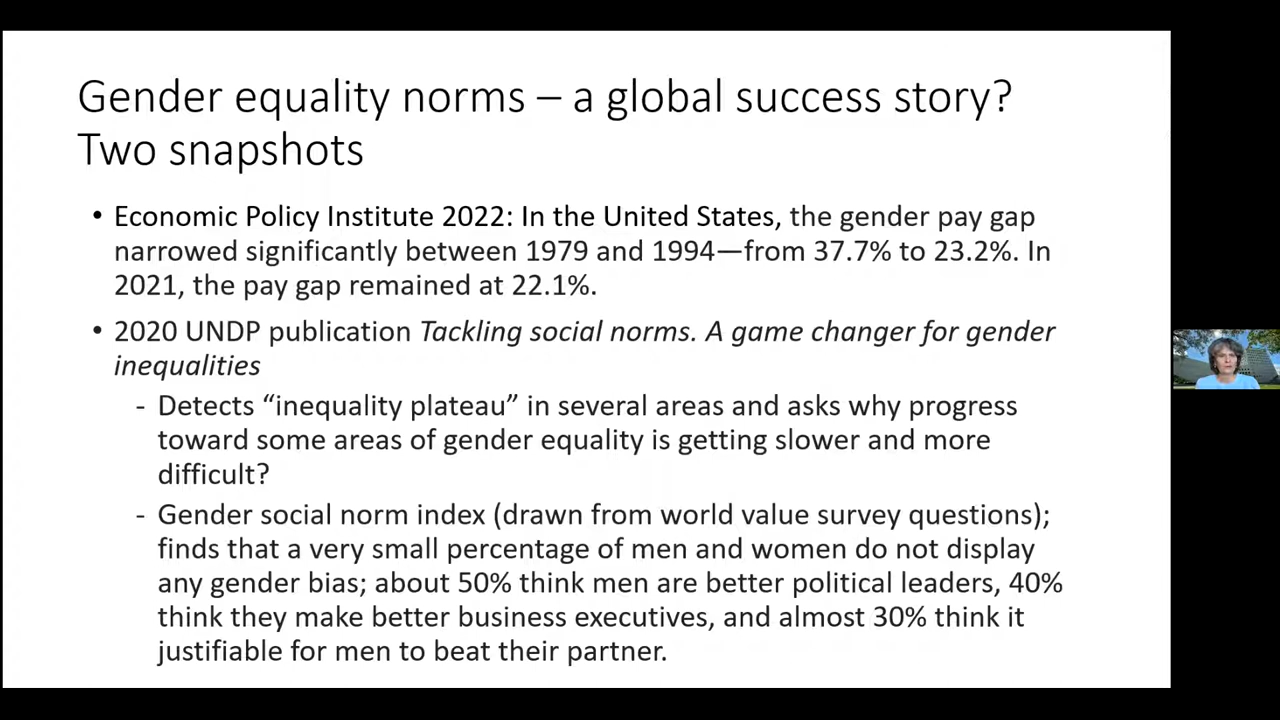 Gender equality norms – a global success story?
Two snapshots
• Economic Policy Institute 2022: In the United States, the gender pay gap
narrowed significantly between 1979 and 1994—from 37.7% to 23.2%. In
2021, the pay gap remained at 22.1%.
• 2020 UNDP publication Tackling social norms. A game changer for gender
inequalities
- Detects “inequality plateau” in several areas and asks why progress
toward some areas of gender equality is getting slower and more
difficult?
- Gender social norm index (drawn from world value survey questions);
finds that a very small percentage of men and women do not display
any gender bias; about 50% think men are better political leaders, 40%
think they make better business executives, and almost 30% think it
justifiable for men to beat their partner.